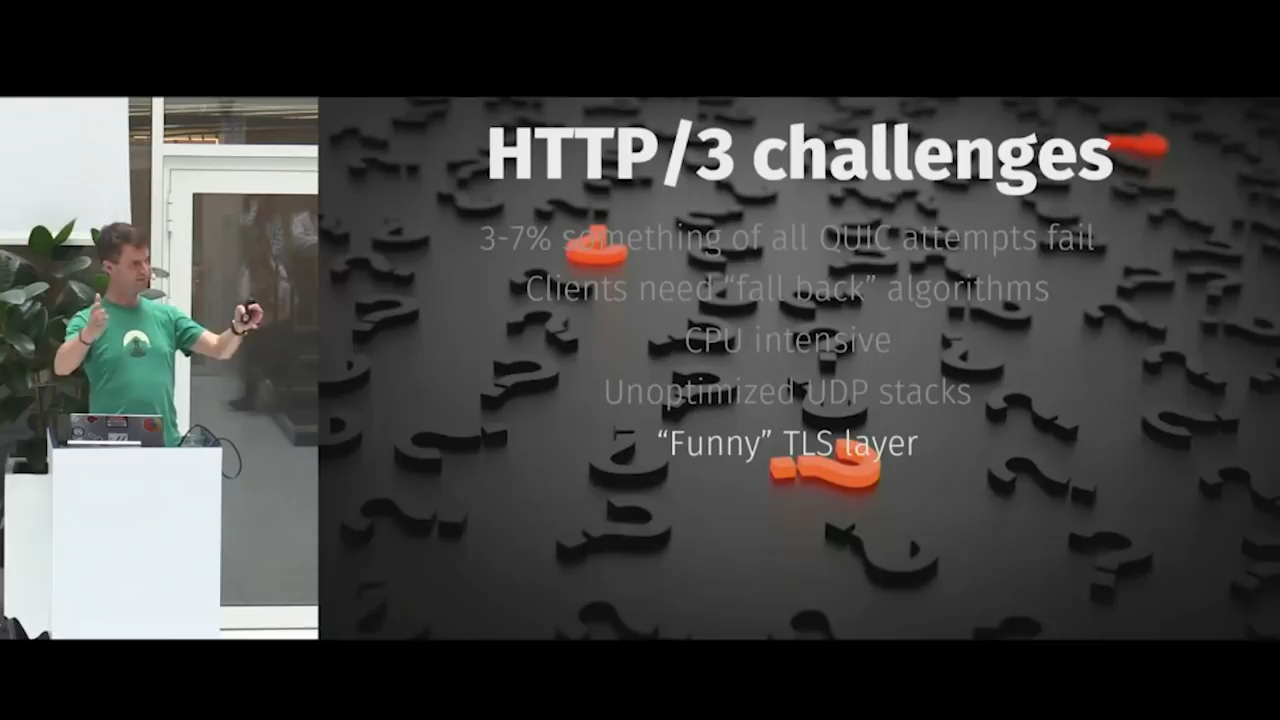 HTTP/3 challenges
3-7% something of all QUIC attempts fail
Clients need “fall back” algorithms
CPU intensive
Unoptimized UDP stacks
“Funny” TLS layer